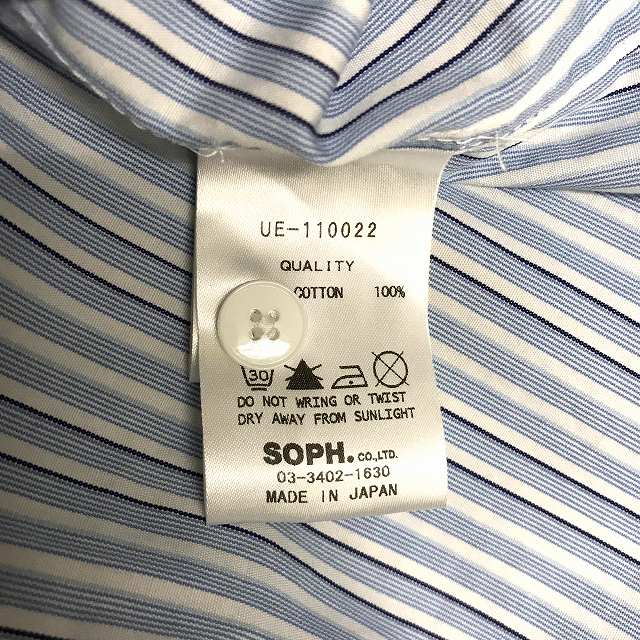 UE-110022
QUALITY
COTTON 100%
30
DO NOT WRING OR TWIST
DRY AWAY FROM SUNLIGHT
SOPH. CO.,LTD.
03-3402-1630
MADE IN JAPAN